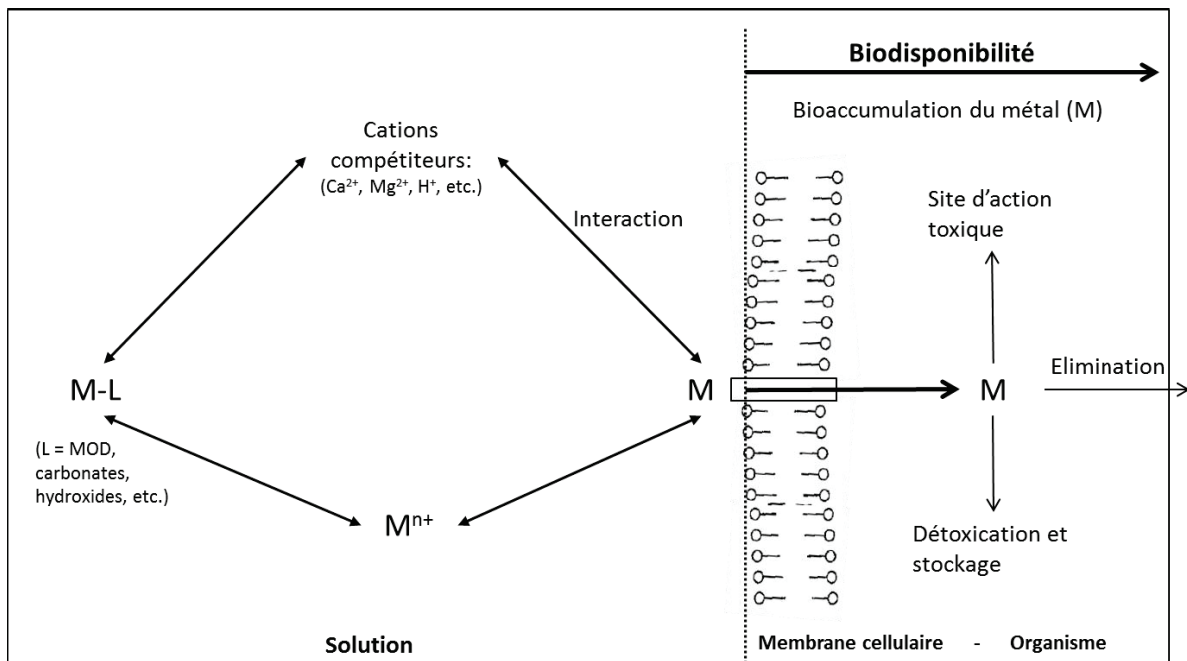 Biodisponibilité
Bioaccumulation du métal (M)
Cations
compétiteurs:
(Ca²⁺, Mg²⁺, H⁺, etc.)
Interaction
Site d'action
toxique
M-L
M
M
Elimination
(L = MOD,
carbonates,
hydroxides, etc.)
Mⁿ⁺
Détoxication et
stockage
Solution
Membrane cellulaire - Organisme